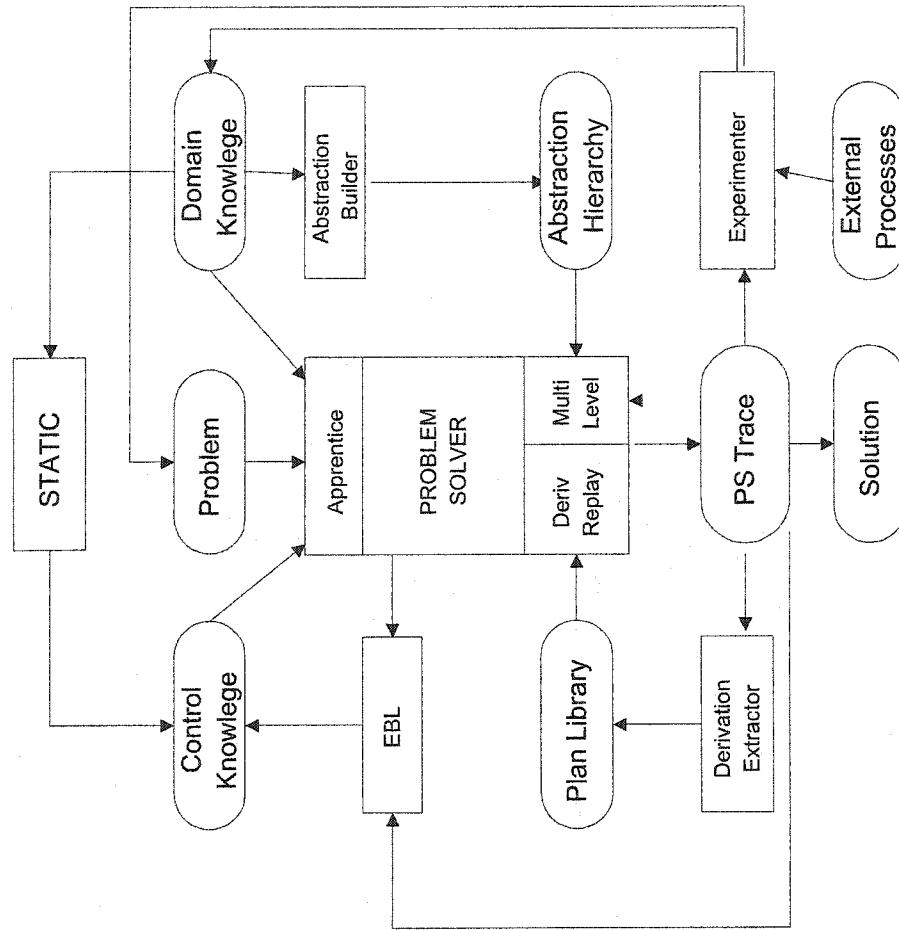 STATIC
Control
Knowlege
Problem
Domain
Knowlege
EBL
Apprentice
PROBLEM
SOLVER
Deriv
Replay
Multi
Level
Abstraction
Builder
Plan Library
Abstraction
Hierarchy
Derivation
Extractor
PS Trace
Experimenter
Solution
External
Processes